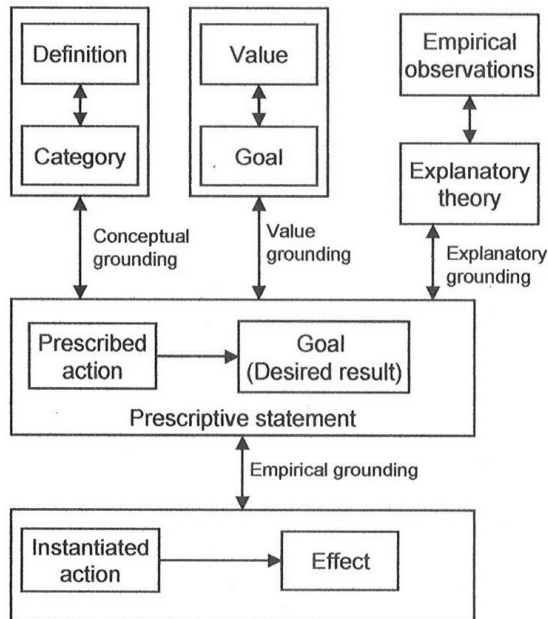 Definition
Category
Value
Goal
Empirical
observations
Explanatory
theory
Conceptual
grounding
Value
grounding
Explanatory
grounding
Prescribed
action
Goal
(Desired result)
Prescriptive statement
Empirical grounding
Instantiated
action
Effect